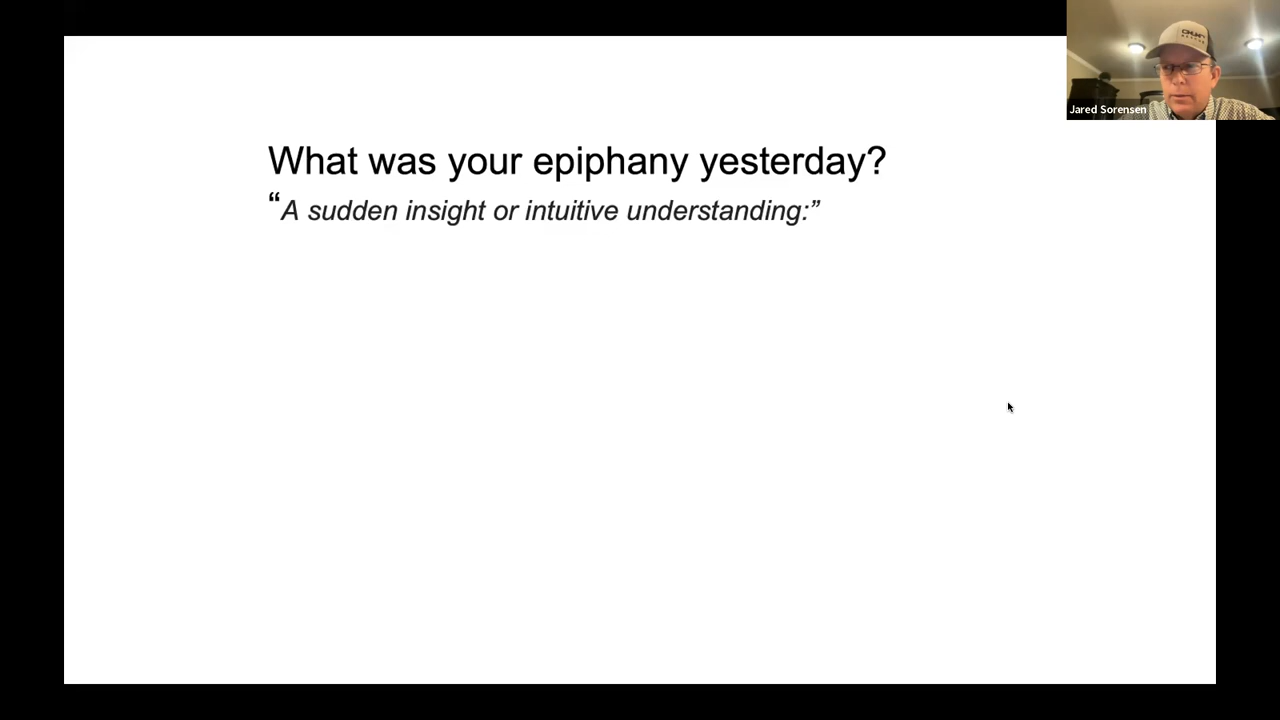 What was your epiphany yesterday?
“A sudden insight or intuitive understanding:”
Jared Sorensen